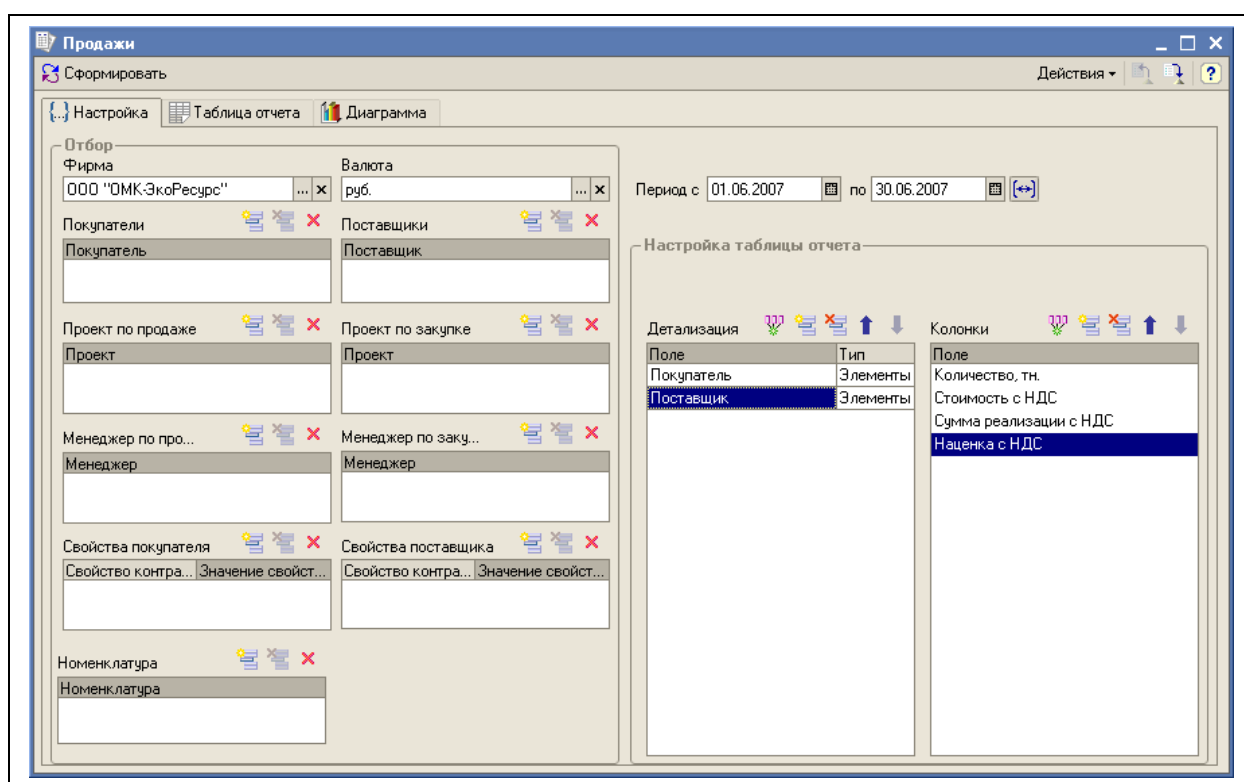 Продажи
Сформировать
Действия
Настройка
Таблица отчета
Диаграмма
Отбор
Фирма
Валюта
ООО "ОМК-ЭкоРесурс"
руб.
Период с 01.06.2007 по 30.06.2007
Покупатели
Поставщики
Покупатель
Поставщик
Настройка таблицы отчета
Проект по продаже
Проект по закупке
Проект
Проект
Детализация
Колонки
Поле Тип
Поле
Покупатель Элементы
Количество, тн.
Поставщик Элементы
Стоимость с НДС
Сумма реализации с НДС
Наценка с НДС
Менеджер по про...
Менеджер по заку...
Менеджер
Менеджер
Свойства покупателя
Свойства поставщика
Свойство контра... Значение свойст...
Свойство контра... Значение свойст...
Номенклатура
Номенклатура